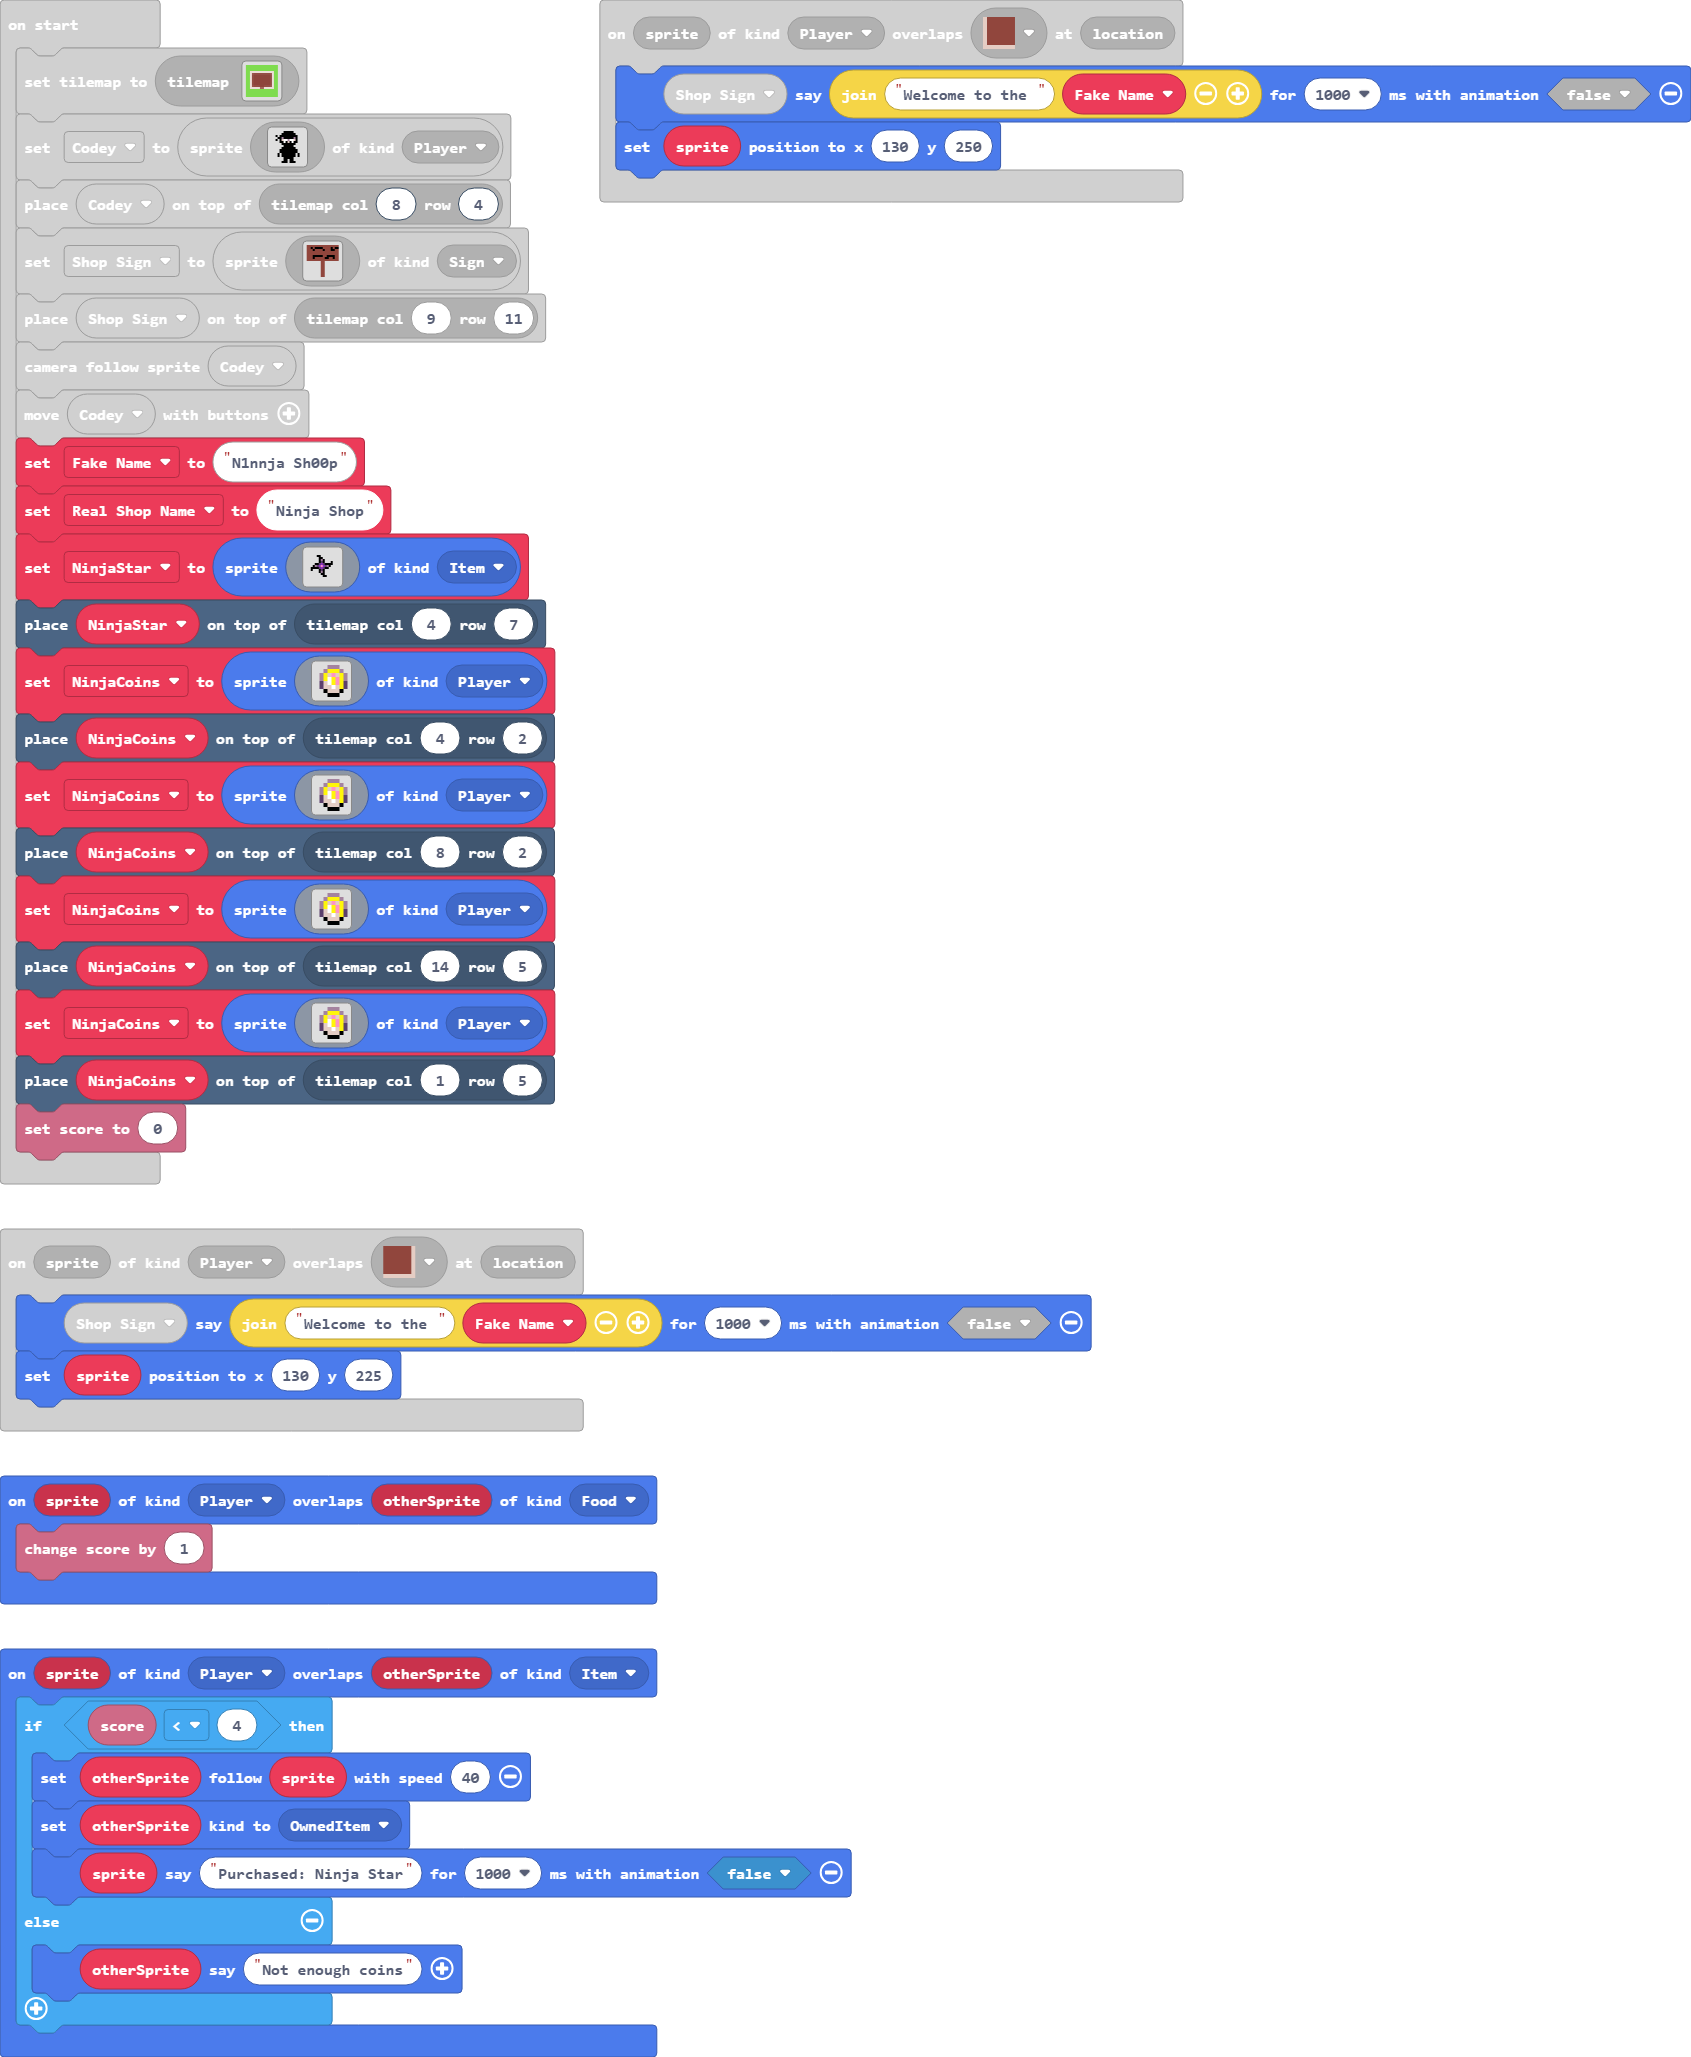 on start
set tilemap to tilemap
set Codey to sprite of kind Player
place Codey on top of tilemap col 8 row 4
set Shop Sign to sprite of kind Sign
place Shop Sign on top of tilemap col 9 row 11
camera follow sprite Codey
move Codey with buttons
set Fake Name to "N1nnja Sh00p"
set Real Shop Name to "Ninja Shop"
set NinjaStar to sprite of kind Item
place NinjaStar on top of tilemap col 4 row 7
set NinjaCoins to sprite of kind Player
place NinjaCoins on top of tilemap col 4 row 2
set NinjaCoins to sprite of kind Player
place NinjaCoins on top of tilemap col 8 row 2
set NinjaCoins to sprite of kind Player
place NinjaCoins on top of tilemap col 14 row 5
set NinjaCoins to sprite of kind Player
place NinjaCoins on top of tilemap col 1 row 5
set score to 0
on sprite of kind Player overlaps at location
Shop Sign say join "Welcome to the " Fake Name for 1000 ms with animation false
set sprite position to x 130 y 250
on sprite of kind Player overlaps at location
Shop Sign say join "Welcome to the " Fake Name for 1000 ms with animation false
set sprite position to x 130 y 225
on sprite of kind Player overlaps otherSprite of kind Food
change score by 1
on sprite of kind Player overlaps otherSprite of kind Item
if score < 4 then
set otherSprite follow sprite with speed 40
set otherSprite kind to OwnedItem
sprite say "Purchased: Ninja Star" for 1000 ms with animation false
else
otherSprite say "Not enough coins"